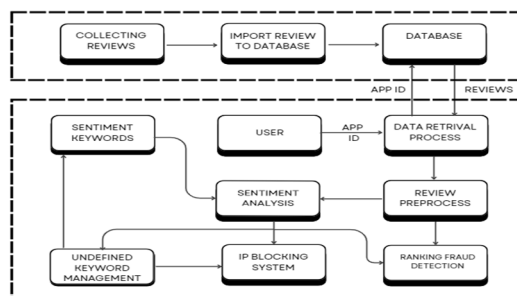 COLLECTING
REVIEWS
IMPORT REVIEW
TO DATABASE
DATABASE
APP ID
REVIEWS
SENTIMENT
KEYWORDS
USER
APP
ID
DATA RETRIVAL
PROCESS
SENTIMENT
ANALYSIS
REVIEW
PREPROCESS
UNDEFINED
KEYWORD
MANAGEMENT
IP BLOCKING
SYSTEM
RANKING FRAUD
DETECTION